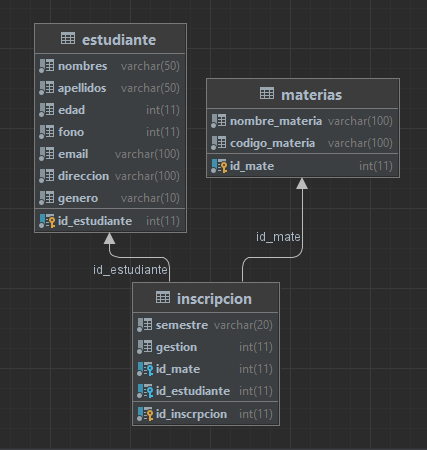 estudiante
nombres varchar(50)
apellidos varchar(50)
edad int(11)
fono int(11)
email varchar(100)
direccion varchar(100)
genero varchar(10)
id_estudiante int(11)
materias
nombre_materia varchar(100)
codigo_materia varchar(100)
id_mate int(11)
id_mate
id_estudiante
inscripcion
semestre varchar(20)
gestion int(11)
id_mate int(11)
id_estudiante int(11)
id_inscrpcion int(11)